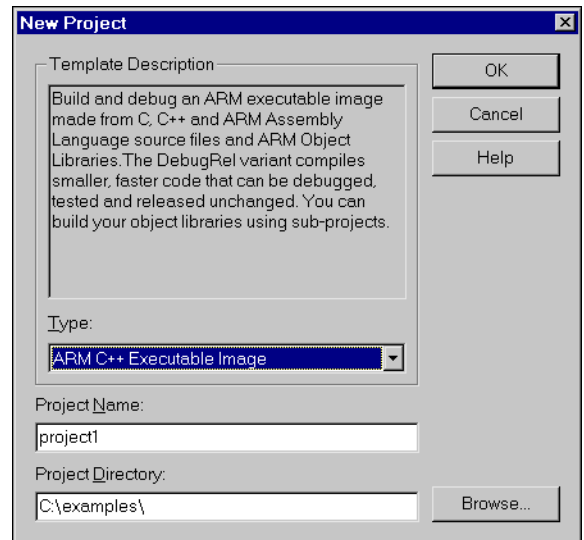 New Project
Template Description
Build and debug an ARM executable image
made from C, C++ and ARM Assembly
Language source files and ARM Object
Libraries.The DebugRel variant compiles
smaller, faster code that can be debugged,
tested and released unchanged. You can
build your object libraries using sub-projects.
Type:
ARM C++ Executable Image
Project Name:
project1
Project Directory:
C:\examples\
OK
Cancel
Help
Browse...